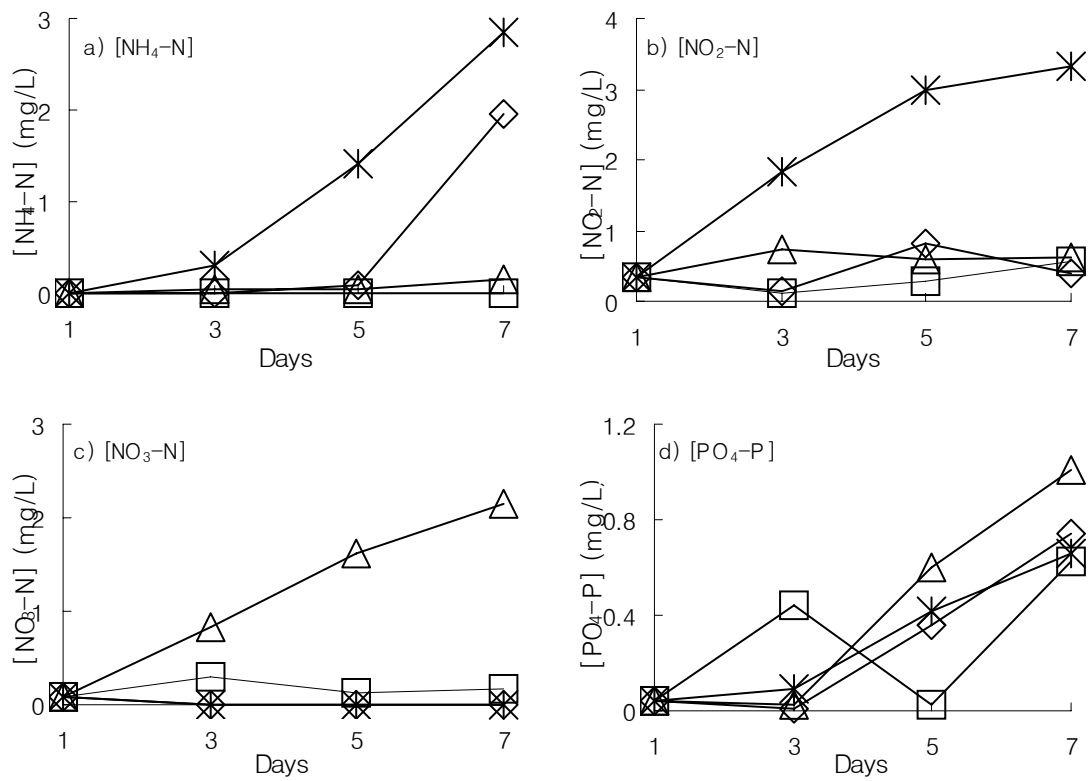 a) [NH₄-N]
[NH₄-N] (mg/L)
3
2
1
0
1 3 5 7
Days
b) [NO₂-N]
[NO₂-N] (mg/L)
4
3
2
1
0
1 3 5 7
Days
c) [NO₃-N]
[NO₃-N] (mg/L)
3
2
1
0
1 3 5 7
Days
d) [PO₄-P]
[PO₄-P] (mg/L)
1.2
0.8
0.4
0
1 3 5 7
Days